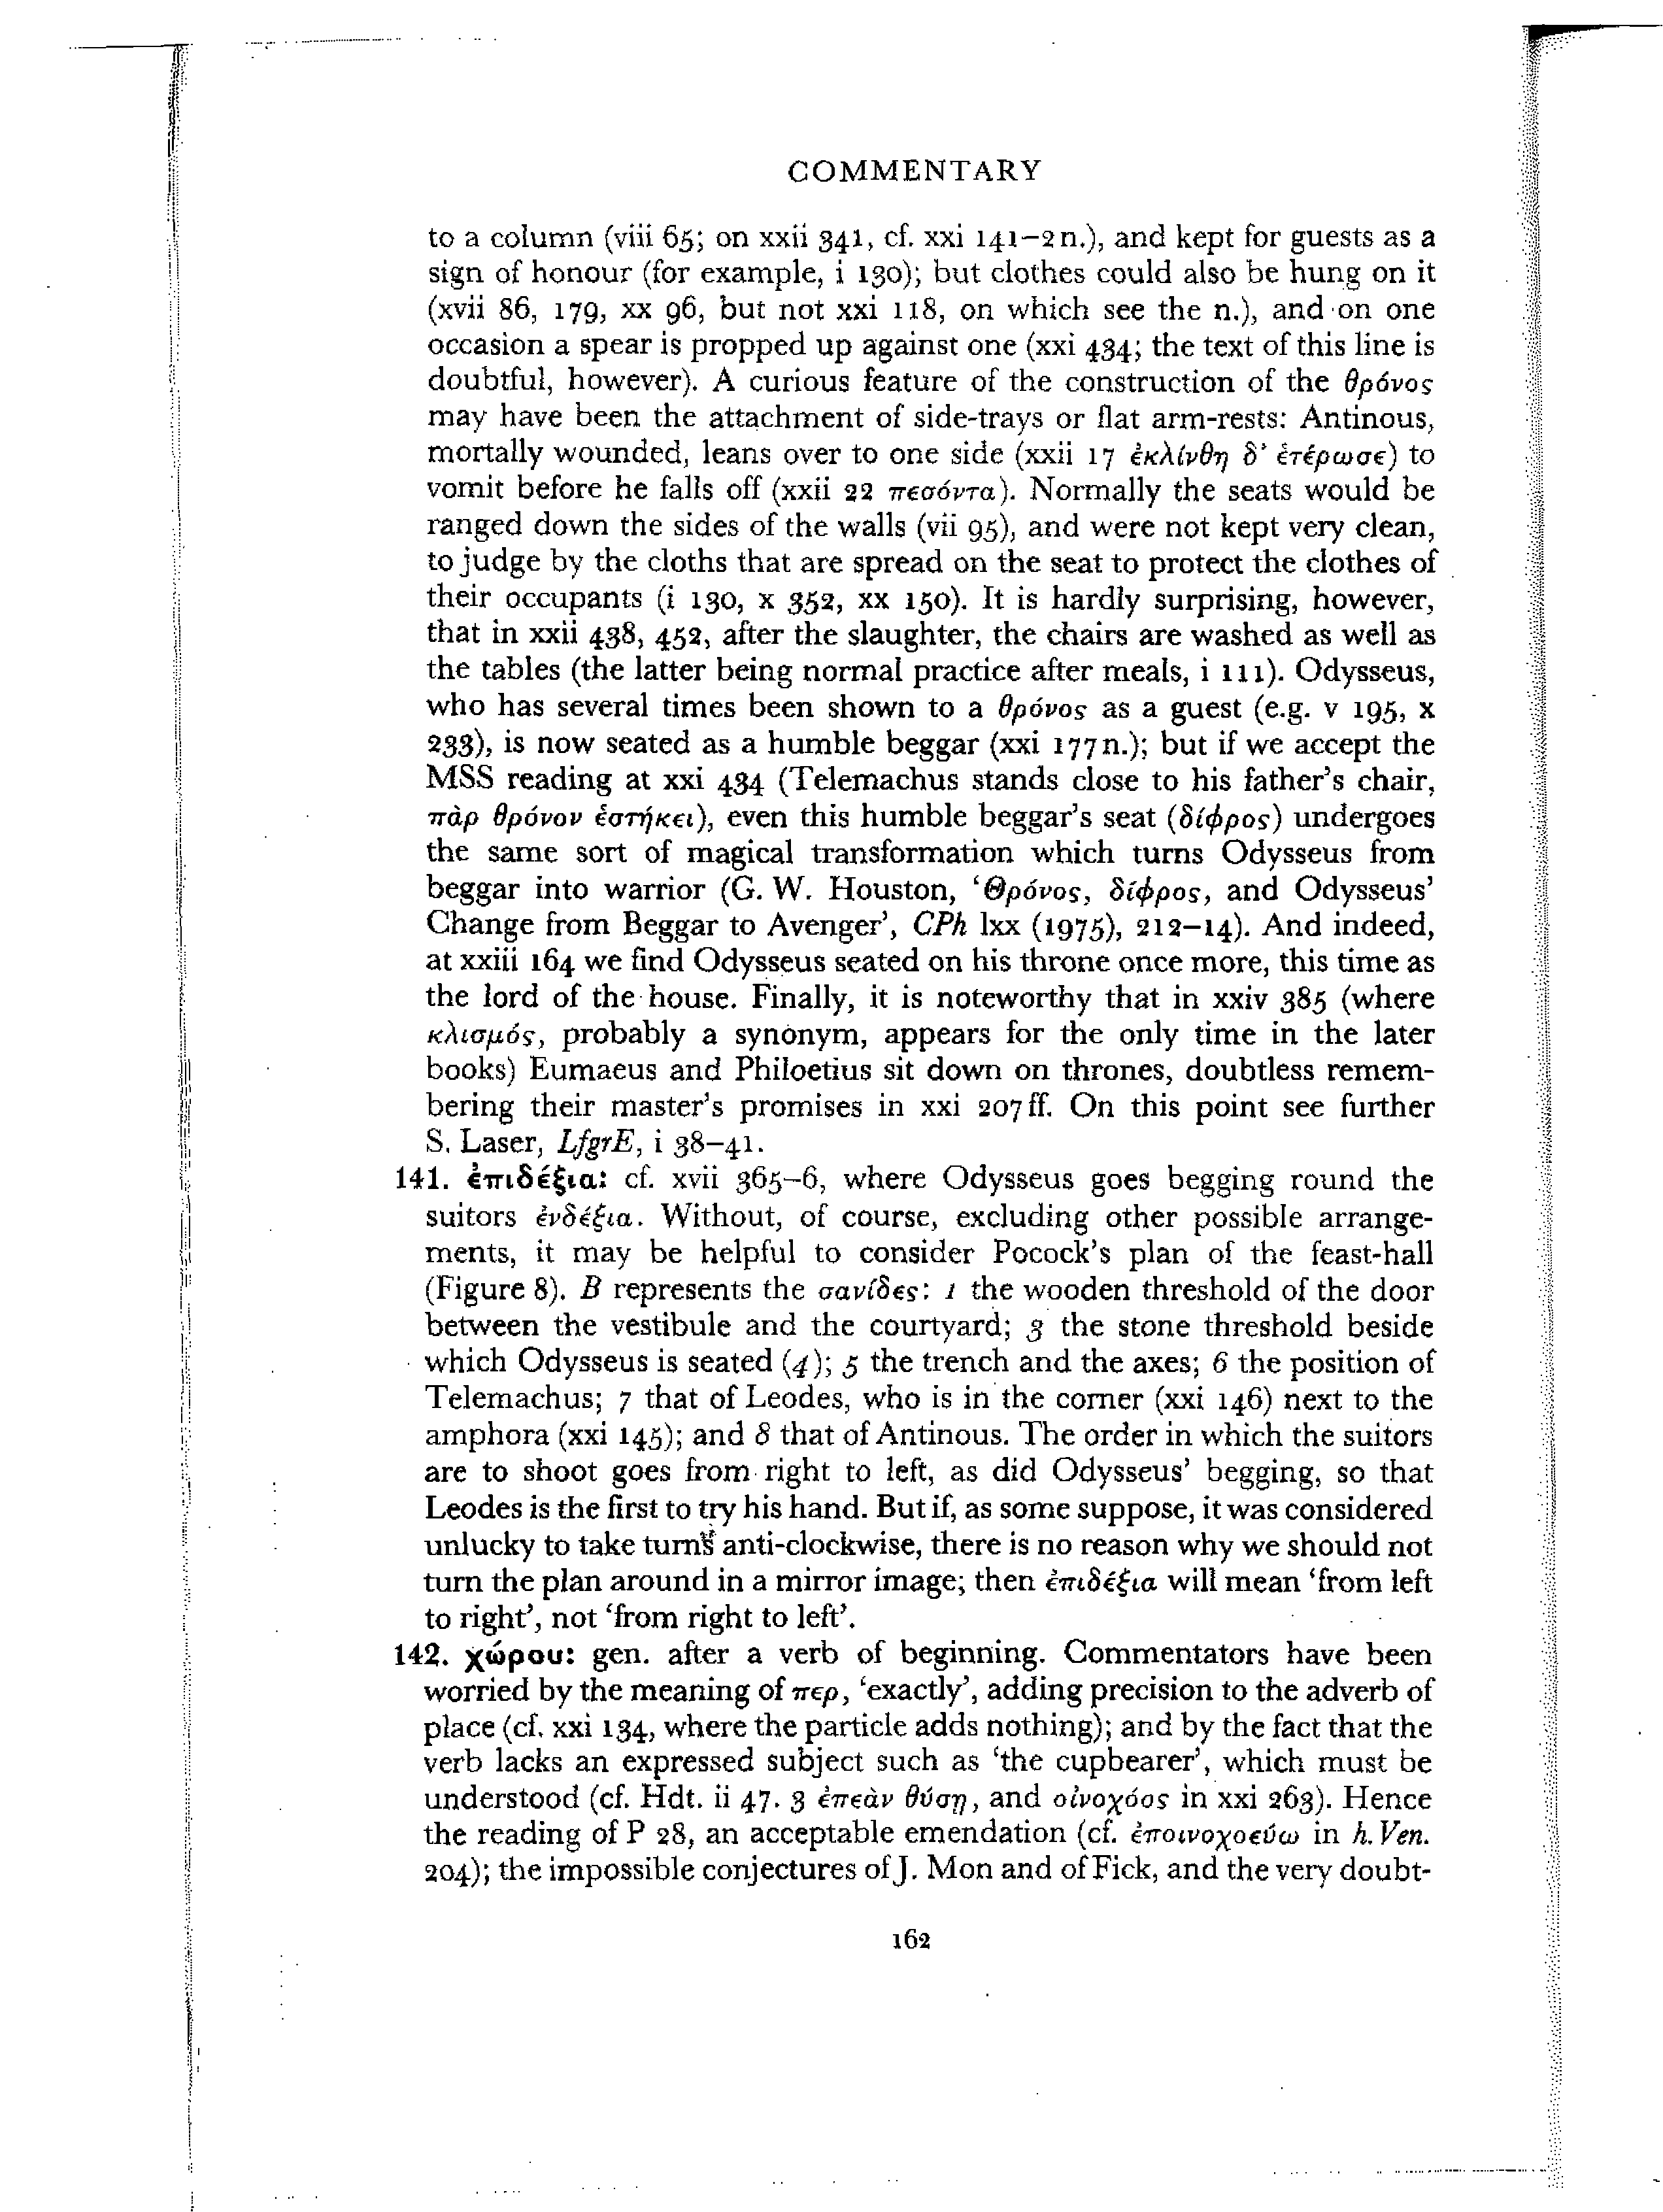 COMMENTARY
to a column (viii 65; on xxii 341, cf. xxi 141–2 n.), and kept for guests as a
sign of honour (for example, i 130); but clothes could also be hung on it
(xvii 86, 179, xx 96, but not xxi 118, on which see the n.), and on one
occasion a spear is propped up against one (xxi 434; the text of this line is
doubtful, however). A curious feature of the construction of the θρόνος
may have been the attachment of side-trays or flat arm-rests: Antinous,
mortally wounded, leans over to one side (xxii 17 ἐκλίνθη δ' ἑτέρωσε) to
vomit before he falls off (xxii 22 πεσόντα). Normally the seats would be
ranged down the sides of the walls (vii 95), and were not kept very clean,
to judge by the cloths that are spread on the seat to protect the clothes of
their occupants (i 130, x 352, xx 150). It is hardly surprising, however,
that in xxii 438, 452, after the slaughter, the chairs are washed as well as
the tables (the latter being normal practice after meals, i 111). Odysseus,
who has several times been shown to a θρόνος as a guest (e.g. v 195, x
233), is now seated as a humble beggar (xxi 177 n.); but if we accept the
MSS reading at xxi 434 (Telemachus stands close to his father's chair,
πὰρ θρόνον ἑστήκει), even this humble beggar's seat (δίφρος) undergoes
the same sort of magical transformation which turns Odysseus from
beggar into warrior (G. W. Houston, 'Θρόνος, δίφρος, and Odysseus'
Change from Beggar to Avenger', CPh lxx (1975), 212–14). And indeed,
at xxiii 164 we find Odysseus seated on his throne once more, this time as
the lord of the house. Finally, it is noteworthy that in xxiv 385 (where
κλισμός, probably a synonym, appears for the only time in the later
books) Eumaeus and Philoetius sit down on thrones, doubtless remem-
bering their master's promises in xxi 207 ff. On this point see further
S. Laser, LfgrE, i 38–41.
141. ἐπιδέξια: cf. xvii 365–6, where Odysseus goes begging round the
suitors ἐνδέξια. Without, of course, excluding other possible arrange-
ments, it may be helpful to consider Pocock's plan of the feast-hall
(Figure 8). B represents the σανίδες: 1 the wooden threshold of the door
between the vestibule and the courtyard; 3 the stone threshold beside
which Odysseus is seated (4); 5 the trench and the axes; 6 the position of
Telemachus; 7 that of Leodes, who is in the corner (xxi 146) next to the
amphora (xxi 145); and 8 that of Antinous. The order in which the suitors
are to shoot goes from right to left, as did Odysseus' begging, so that
Leodes is the first to try his hand. But if, as some suppose, it was considered
unlucky to take turns anti-clockwise, there is no reason why we should not
turn the plan around in a mirror image; then ἐπιδέξια will mean 'from left
to right', not 'from right to left'.
142. χώρου: gen. after a verb of beginning. Commentators have been
worried by the meaning of περ, 'exactly', adding precision to the adverb of
place (cf. xxi 134, where the particle adds nothing); and by the fact that the
verb lacks an expressed subject such as 'the cupbearer', which must be
understood (cf. Hdt. ii 47. 3 ἐπεὰν θύσῃ, and οἰνοχόος in xxi 263). Hence
the reading of P 28, an acceptable emendation (cf. ἐποινοχοεύω in h. Ven.
204); the impossible conjectures of J. Mon and of Fick, and the very doubt-
162